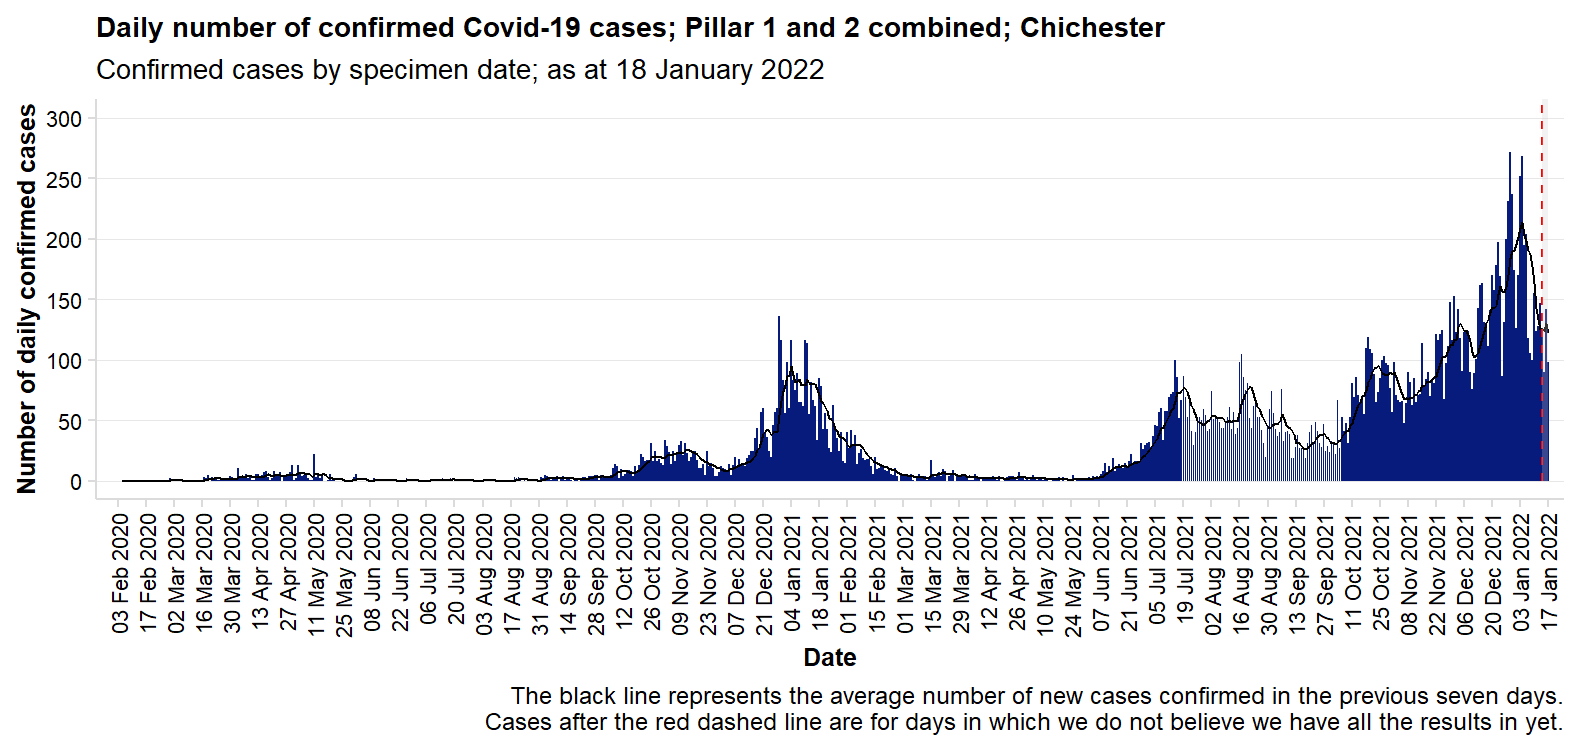 Daily number of confirmed Covid-19 cases; Pillar 1 and 2 combined; Chichester
Confirmed cases by specimen date; as at 18 January 2022
Number of daily confirmed cases
300
250
200
150
100
50
0
03 Feb 2020
17 Feb 2020
02 Mar 2020
16 Mar 2020
30 Mar 2020
13 Apr 2020
27 Apr 2020
11 May 2020
25 May 2020
08 Jun 2020
22 Jun 2020
06 Jul 2020
20 Jul 2020
03 Aug 2020
17 Aug 2020
31 Aug 2020
14 Sep 2020
28 Sep 2020
12 Oct 2020
26 Oct 2020
09 Nov 2020
23 Nov 2020
07 Dec 2020
21 Dec 2020
04 Jan 2021
18 Jan 2021
01 Feb 2021
15 Feb 2021
01 Mar 2021
15 Mar 2021
29 Mar 2021
12 Apr 2021
26 Apr 2021
10 May 2021
24 May 2021
07 Jun 2021
21 Jun 2021
05 Jul 2021
19 Jul 2021
02 Aug 2021
16 Aug 2021
30 Aug 2021
13 Sep 2021
27 Sep 2021
11 Oct 2021
25 Oct 2021
08 Nov 2021
22 Nov 2021
06 Dec 2021
20 Dec 2021
03 Jan 2022
17 Jan 2022
Date
The black line represents the average number of new cases confirmed in the previous seven days.
Cases after the red dashed line are for days in which we do not believe we have all the results in yet.